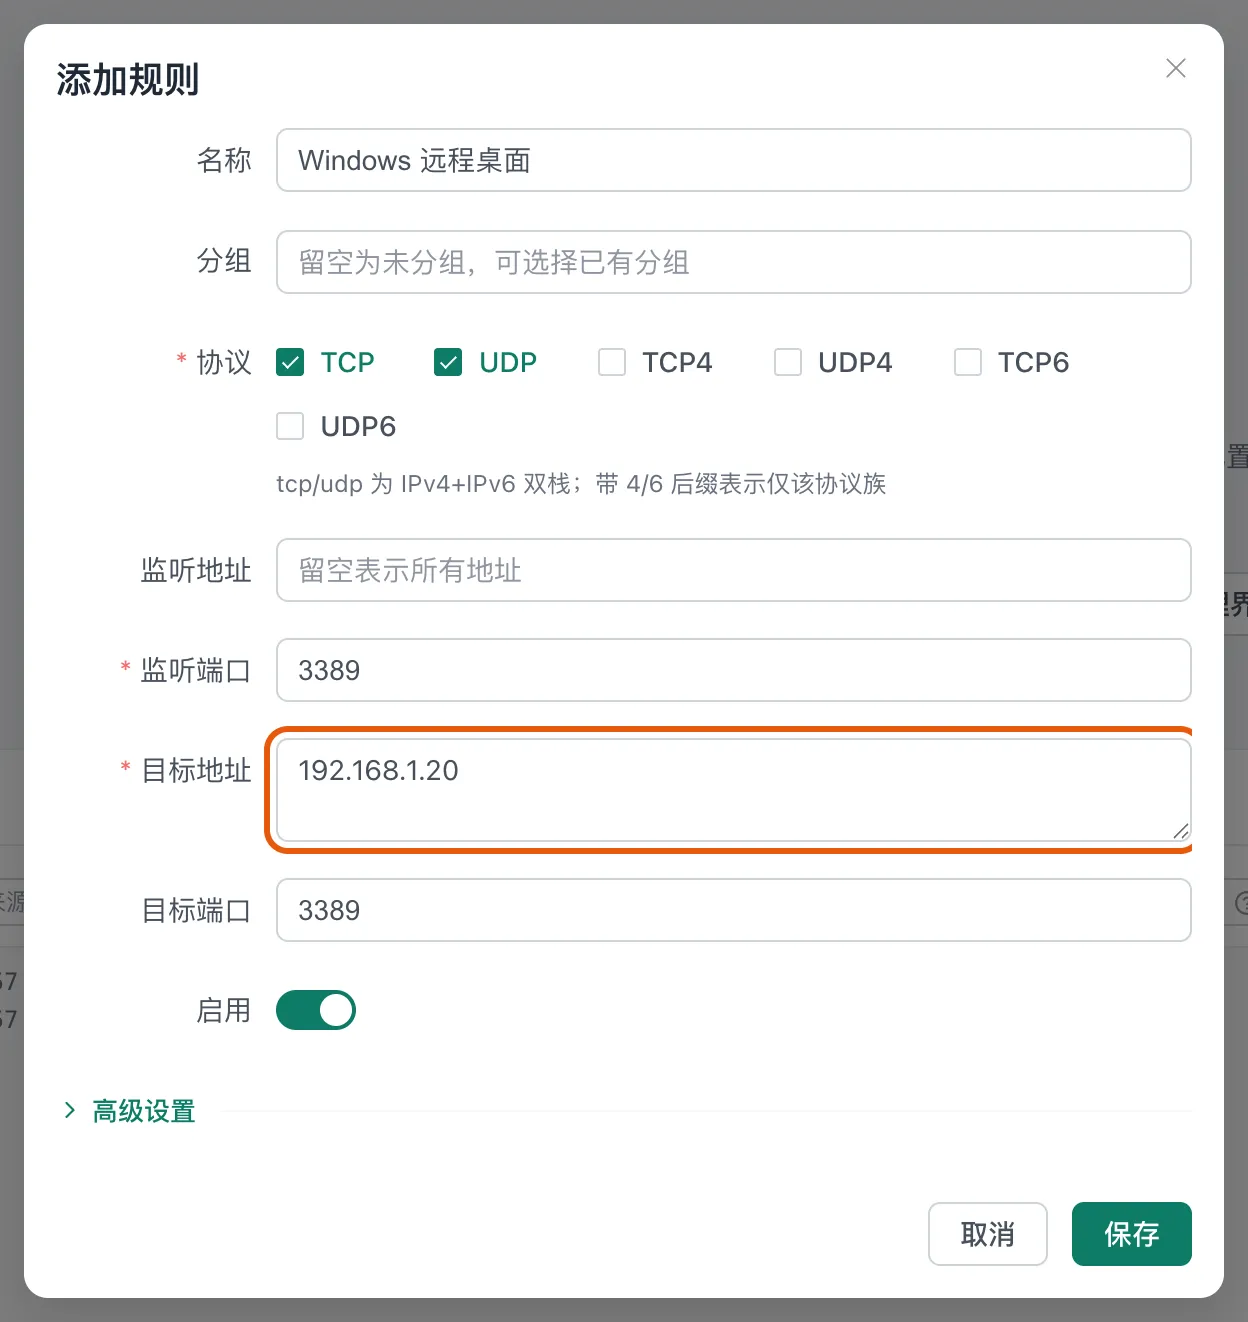 添加规则
名称
Windows 远程桌面
分组
留空为未分组，可选择已有分组
* 协议
TCP
UDP
TCP4
UDP4
TCP6
UDP6
tcp/udp 为 IPv4+IPv6 双栈；带 4/6 后缀表示仅该协议族
置
监听地址
留空表示所有地址
* 监听端口
3389
* 目标地址
192.168.1.20
目标端口
3389
启用
高级设置
取消
保存